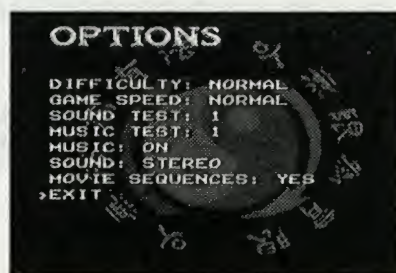 OPTIONS
DIFFICULTY: NORMAL
GAME SPEED: NORMAL
SOUND TEST: 1
MUSIC TEST: 1
MUSIC: ON
SOUND: STEREO
MOVIE SEQUENCES: YES
>EXIT